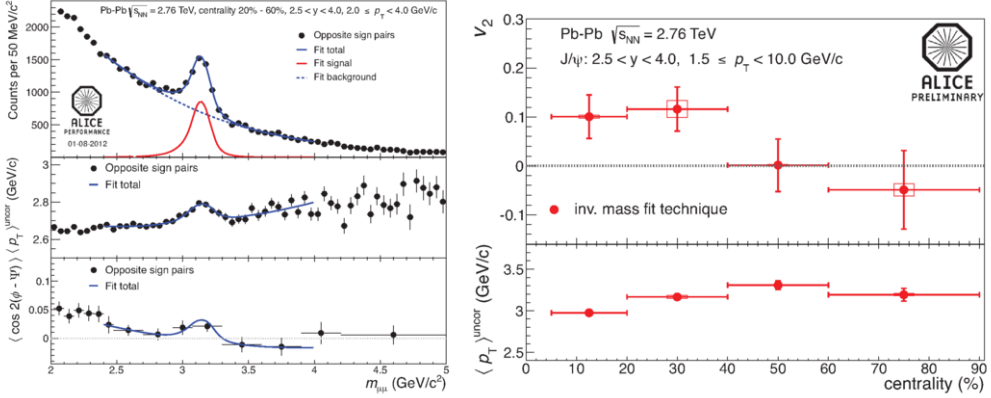 Pb-Pb √sNN = 2.76 TeV, centrality 20% - 60%, 2.5 < y < 4.0, 2.0 ≤ pT < 4.0 GeV/c
Counts per 50 MeV/c²
2000
1500
1000
500
Opposite sign pairs
Fit total
Fit signal
Fit background
ALICE
PERFORMANCE
01-08-2012
⟨ pT ⟩uncor (GeV/c)
3
2.8
2.6
Opposite sign pairs
Fit total
⟨ cos 2(ϕ - Ψ) ⟩
0.1
0.05
0
Opposite sign pairs
Fit total
2 2.5 3 3.5 4 4.5 5
mμμ (GeV/c²)
v2
0.3
0.2
0.1
0
-0.1
Pb-Pb √sNN = 2.76 TeV
J/ψ: 2.5 < y < 4.0, 1.5 ≤ pT < 10.0 GeV/c
ALICE
PRELIMINARY
inv. mass fit technique
⟨ pT ⟩uncor (GeV/c)
3.5
3
2.5
0 10 20 30 40 50 60 70 80 90
centrality (%)